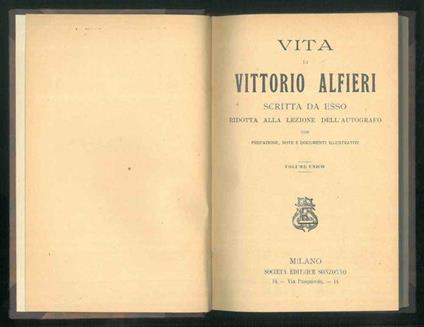 VITA
DI
VITTORIO ALFIERI
SCRITTA DA ESSO
RIDOTTA ALLA LEZIONE DELL'AUTOGRAFO
CON
PREFAZIONE, NOTE E DOCUMENTI ILLUSTRATIVI
VOLUME UNICO
MILANO
SOCIETÀ EDITRICE SONZOGNO
14 — Via Pasquirolo, — 14